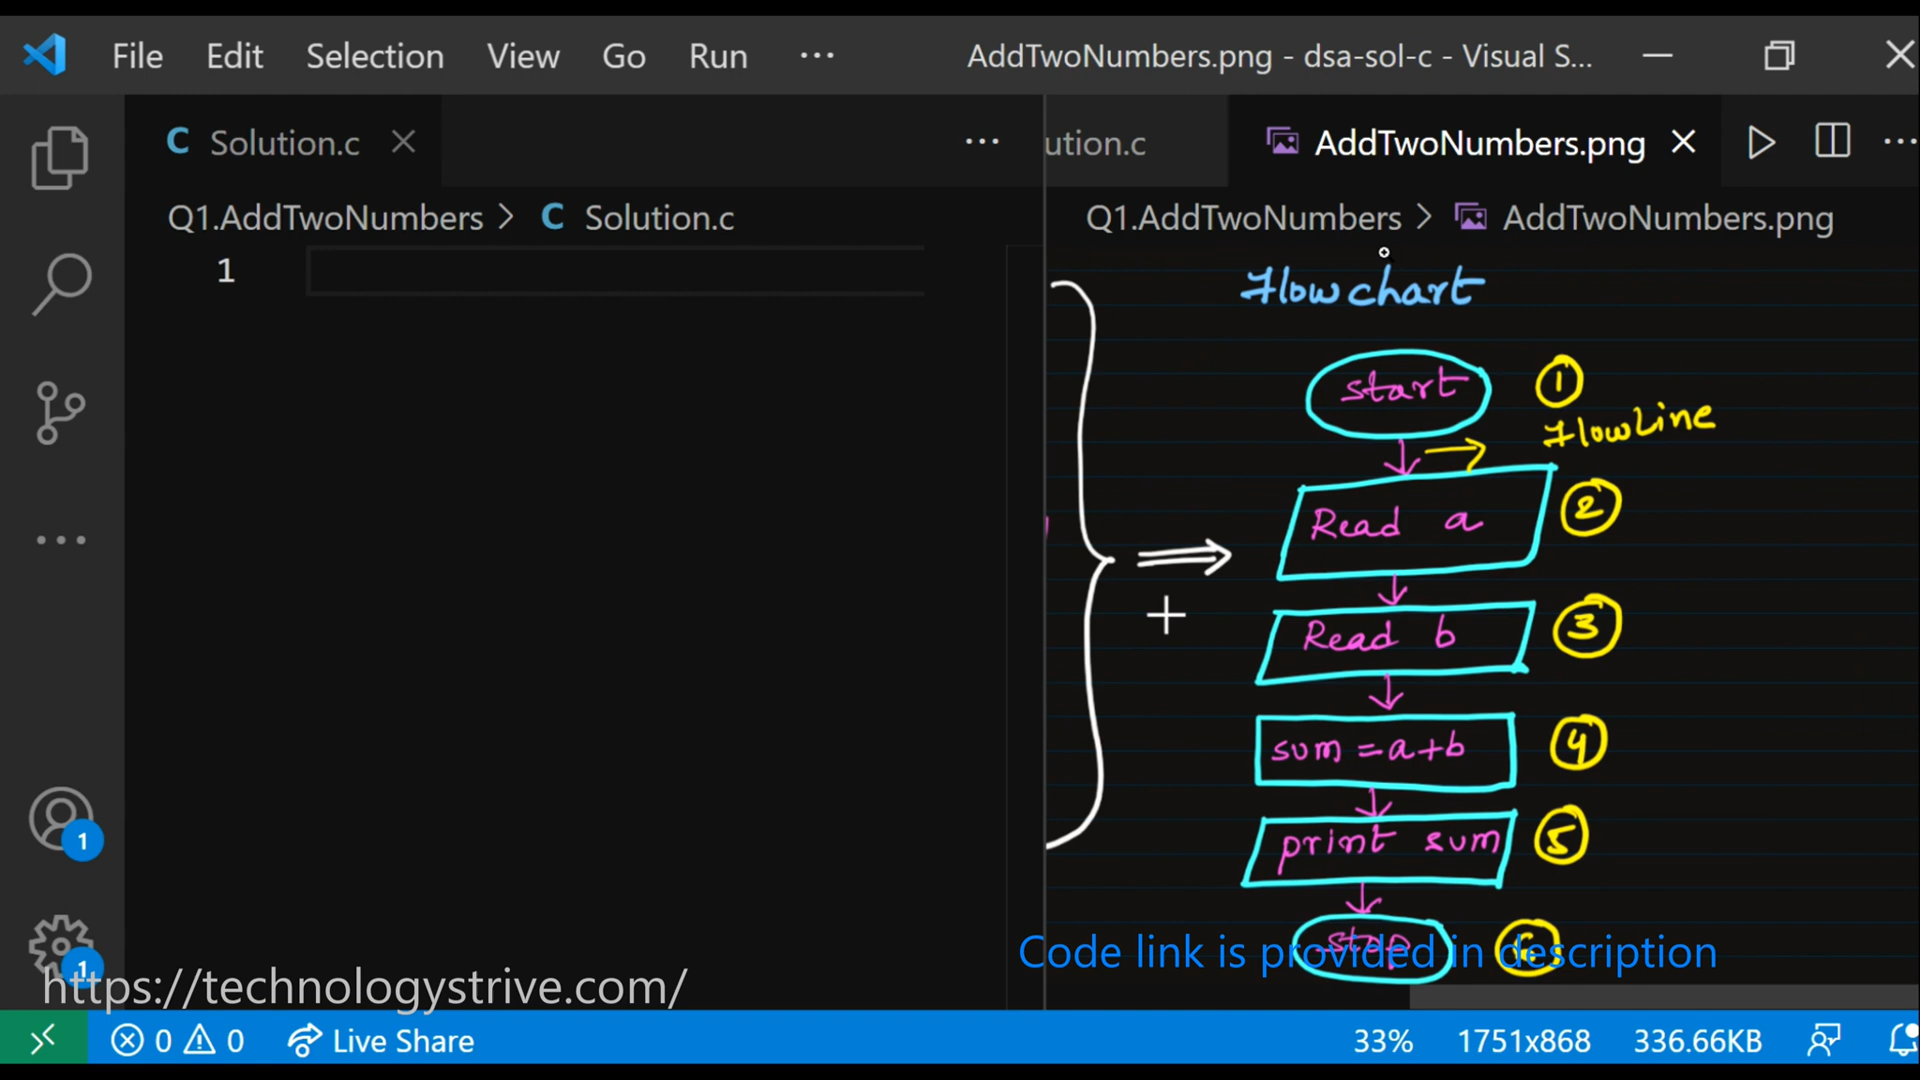 File Edit Selection View Go Run ··· AddTwoNumbers.png - dsa-sol-c - Visual S...
C Solution.c ···
Q1.AddTwoNumbers > C Solution.c
1
ution.c AddTwoNumbers.png ···
Q1.AddTwoNumbers > AddTwoNumbers.png
Flowchart
start 1
FlowLine
Read a 2
Read b 3
sum = a+b 4
print sum 5
stop 6
Code link is provided in description
1
1
https://technologystrive.com/
0 0 Live Share 33% 1751x868 336.66KB